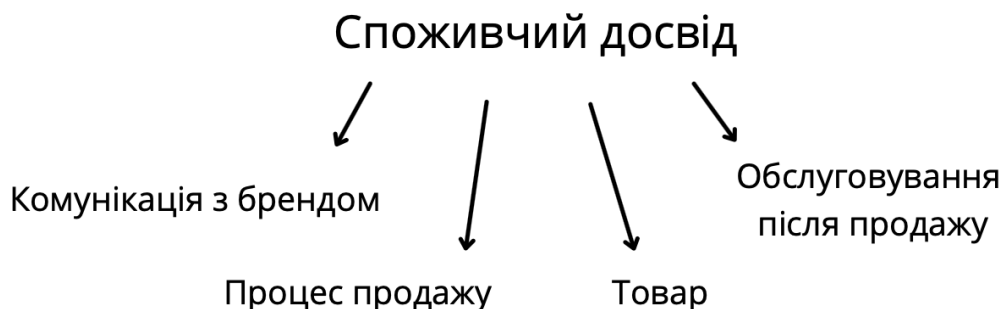 Споживчий досвід
Комунікація з брендом
Процес продажу
Товар
Обслуговування
після продажу